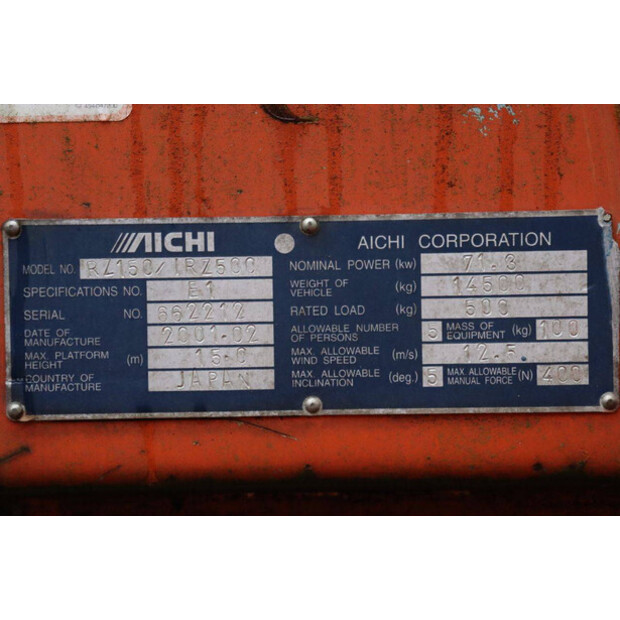 AICHI
AICHI CORPORATION
MODEL NO. RZ150/IRZ500
SPECIFICATIONS NO. E1
SERIAL NO. 662212
DATE OF MANUFACTURE 2001.02
MAX. PLATFORM HEIGHT (m) 15.0
COUNTRY OF MANUFACTURE JAPAN
NOMINAL POWER (kw) 71.3
WEIGHT OF VEHICLE (kg) 14500
RATED LOAD (kg) 500
ALLOWABLE NUMBER OF PERSONS 5 MASS OF EQUIPMENT (kg) 100
MAX. ALLOWABLE WIND SPEED (m/s) 12.5
MAX. ALLOWABLE INCLINATION (deg.) 5 MAX. ALLOWABLE MANUAL FORCE (N) 400